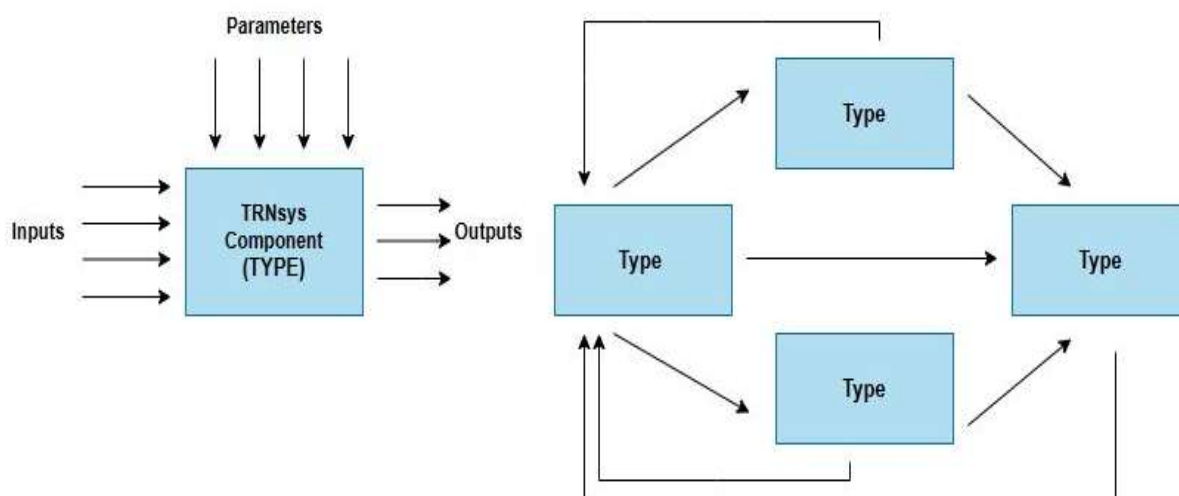 Parameters
Inputs
TRNsys
Component
(TYPE)
Outputs
Type
Type
Type
Type